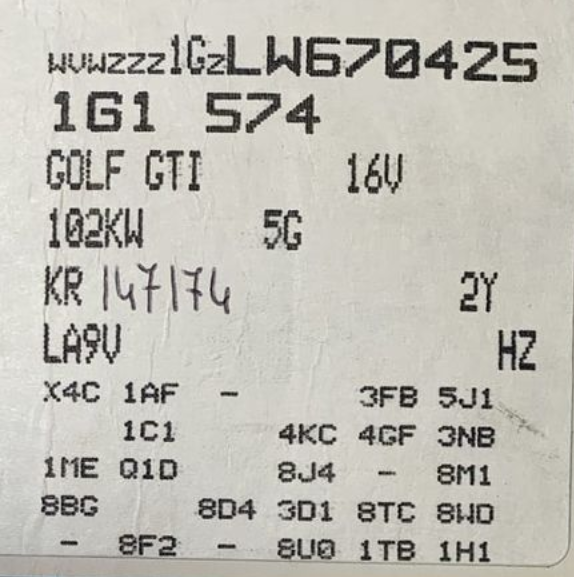 WVWZZZ1GZLW670425
1G1 574
GOLF GTI 16V
102KW 5G
KR 147174 2Y
LA9V HZ
X4C 1AF - 3FB 5J1
1C1 4KC 4GF 3NB
1ME Q1D 8J4 - 8M1
8BG 8D4 3D1 8TC 8WD
- 8F2 - 8U0 1TB 1H1